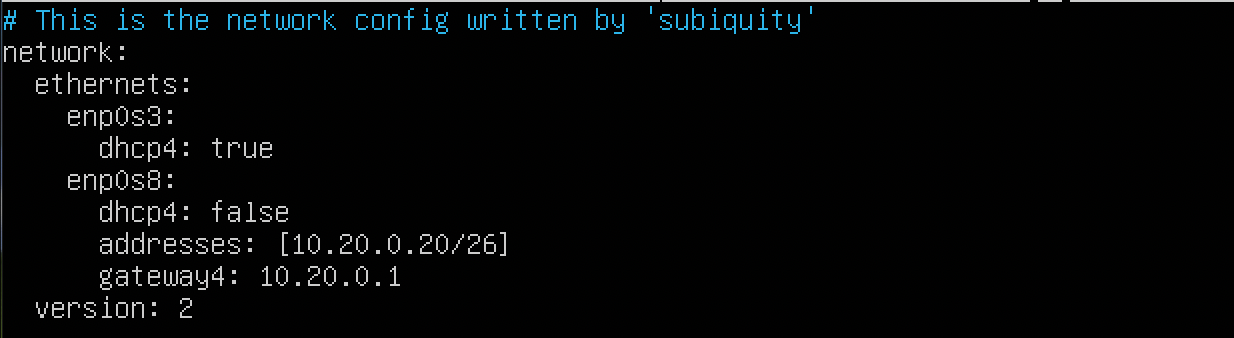 # This is the network config written by 'subiquity'
network:
  ethernets:
    enp0s3:
      dhcp4: true
    enp0s8:
      dhcp4: false
      addresses: [10.20.0.20/26]
      gateway4: 10.20.0.1
  version: 2